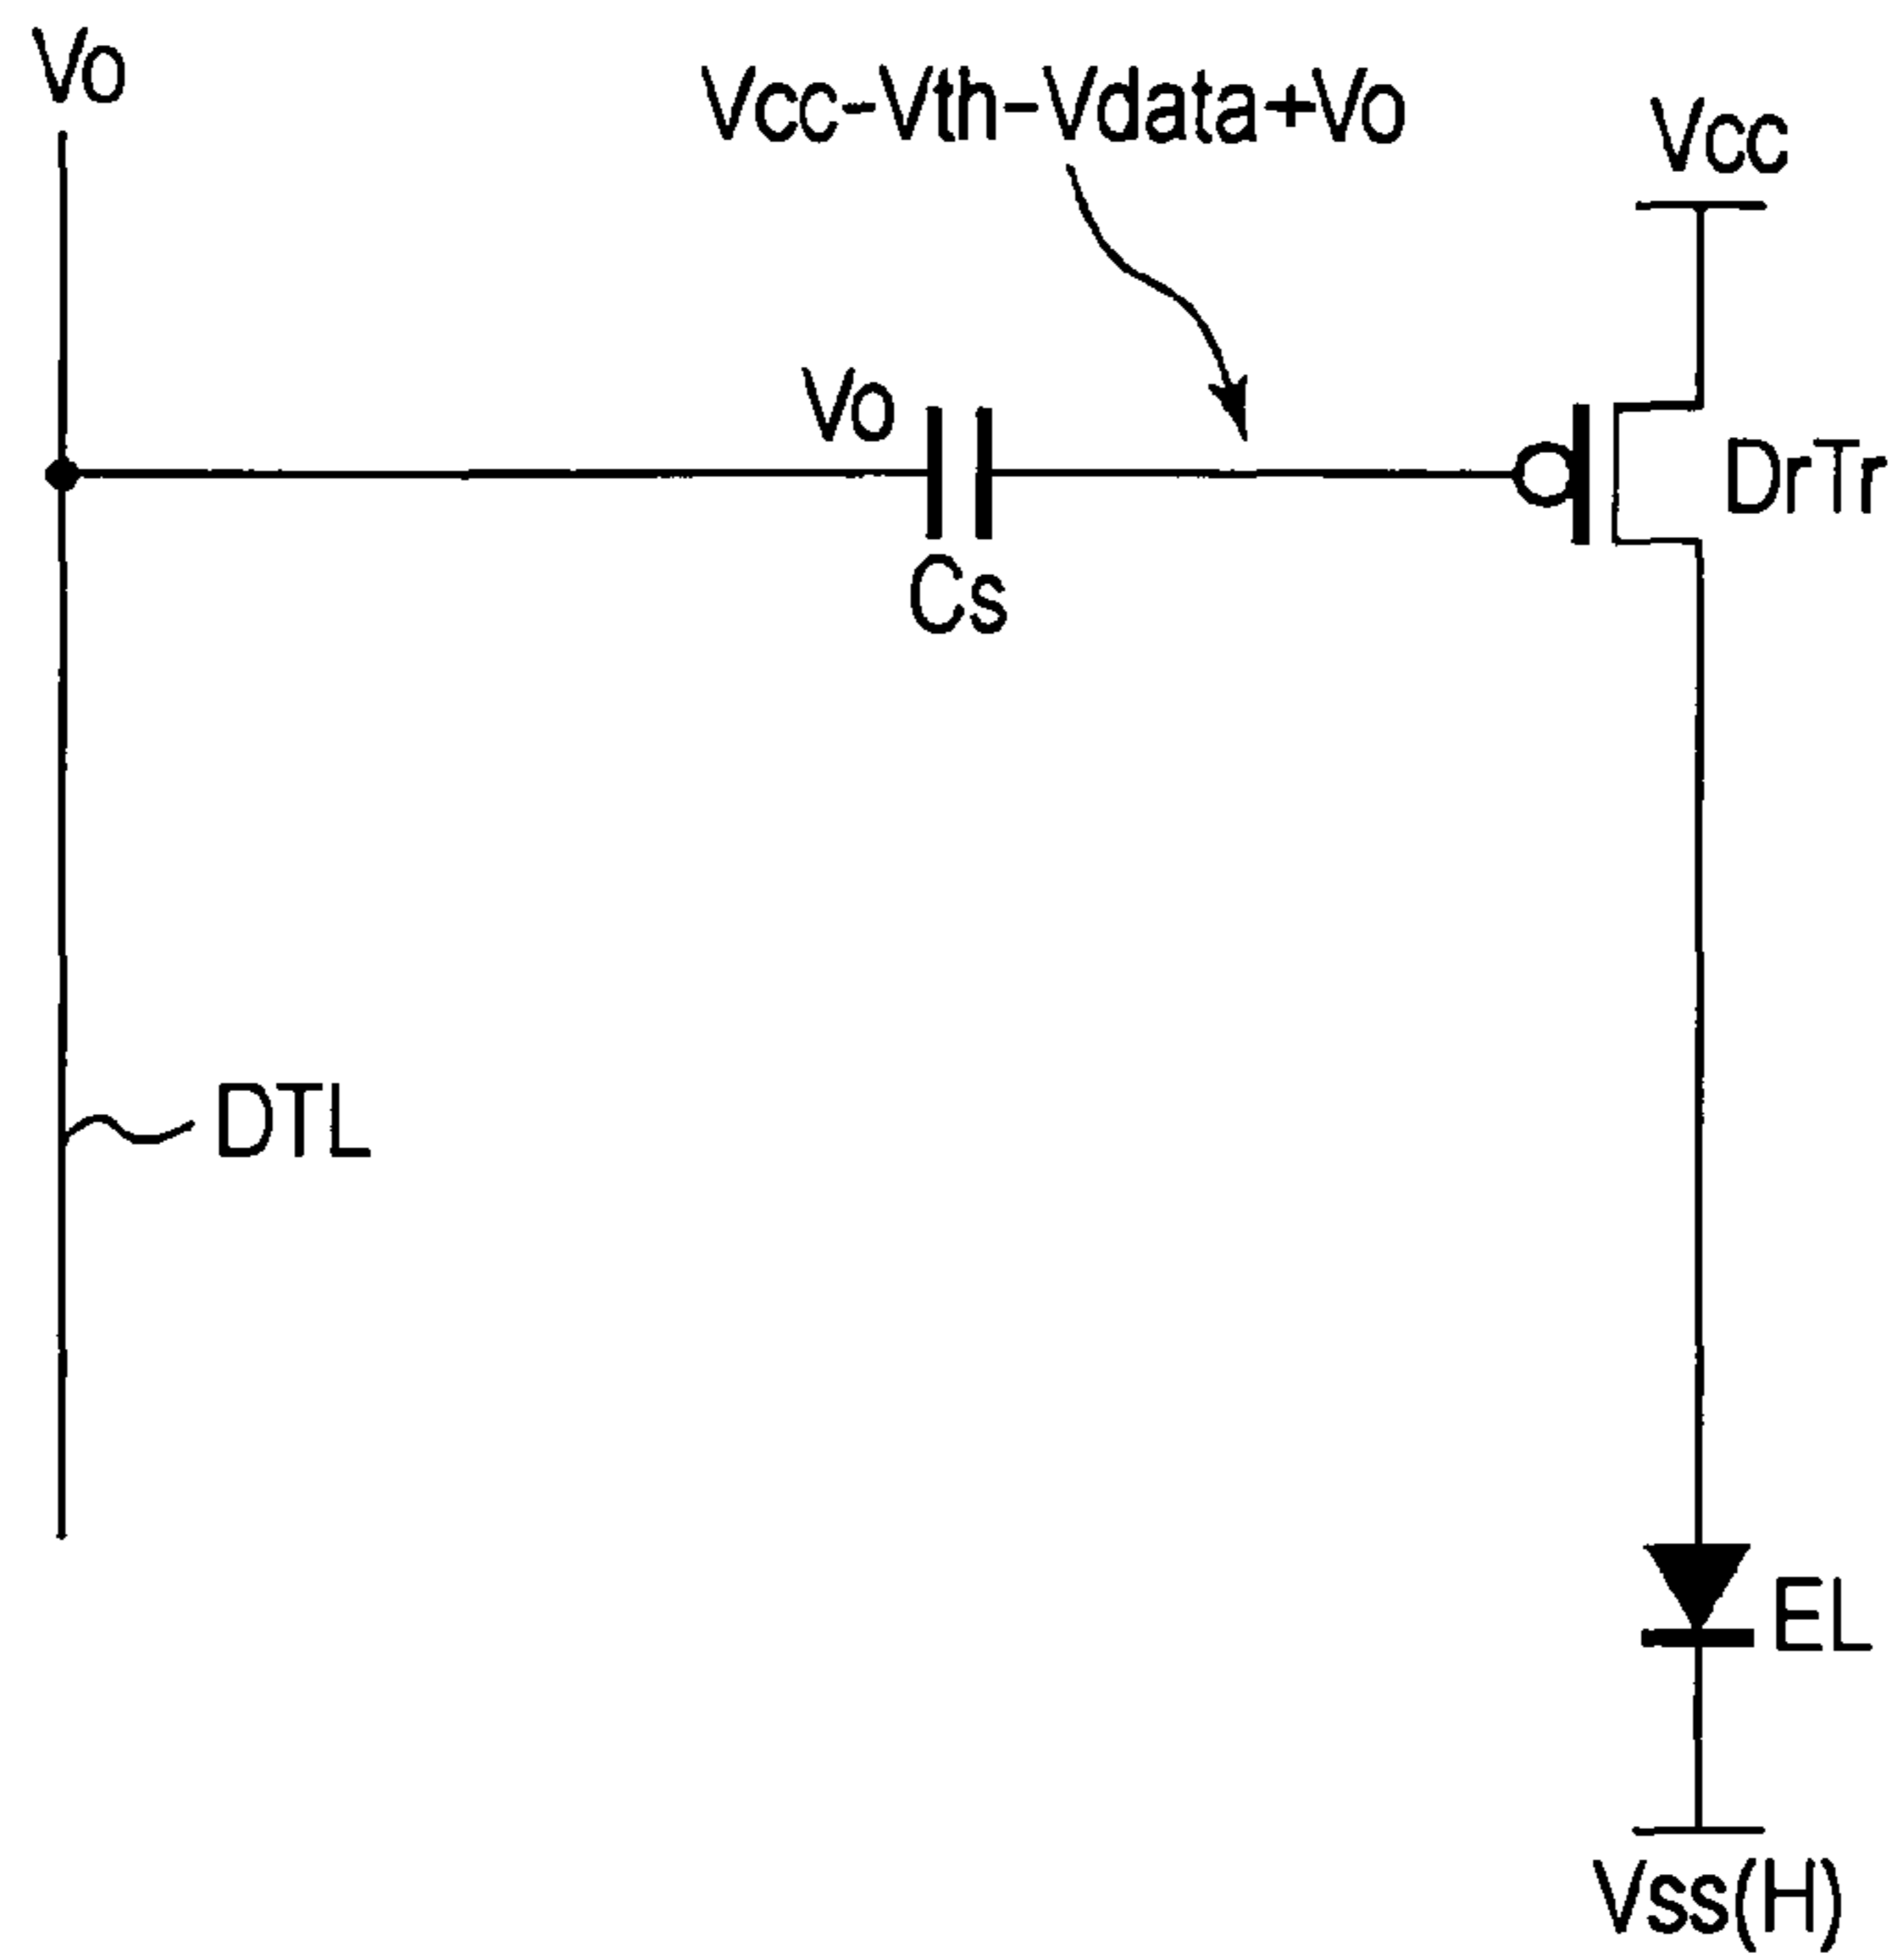 Vo
Vcc-Vth-Vdata+Vo
Vcc
Vo
DrTr
Cs
DTL
EL
Vss(H)